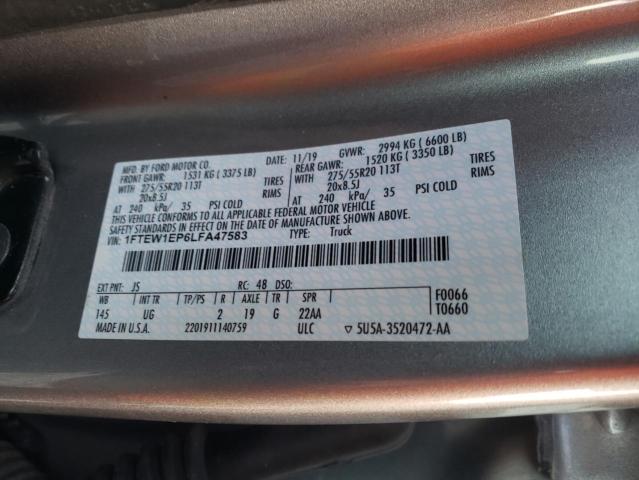 MFD. BY FORD MOTOR CO.
DATE: 11/19 GVWR: 2994 KG ( 6600 LB)
FRONT GAWR: 1531 KG ( 3375 LB) REAR GAWR: 1520 KG ( 3350 LB)
WITH 275/55R20 113T TIRES WITH 275/55R20 113T TIRES
20x8.5J RIMS 20x8.5J RIMS
AT 240 kPa/ 35 PSI COLD AT 240 kPa/ 35 PSI COLD
THIS VEHICLE CONFORMS TO ALL APPLICABLE FEDERAL MOTOR VEHICLE
SAFETY STANDARDS IN EFFECT ON THE DATE OF MANUFACTURE SHOWN ABOVE.
VIN: 1FTEW1EP6LFA47583 TYPE: Truck
EXT PNT: JS RC: 48 DSO: F0066
WB INT TR TP/PS R AXLE TR SPR T0660
145 UG 2 19 G 22AA
MADE IN U.S.A. 2201911140759 ULC ▽ 5U5A-3520472-AA